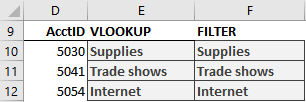 D E F
9 AcctID VLOOKUP FILTER
10 5030 Supplies Supplies
11 5041 Trade shows Trade shows
12 5054 Internet Internet